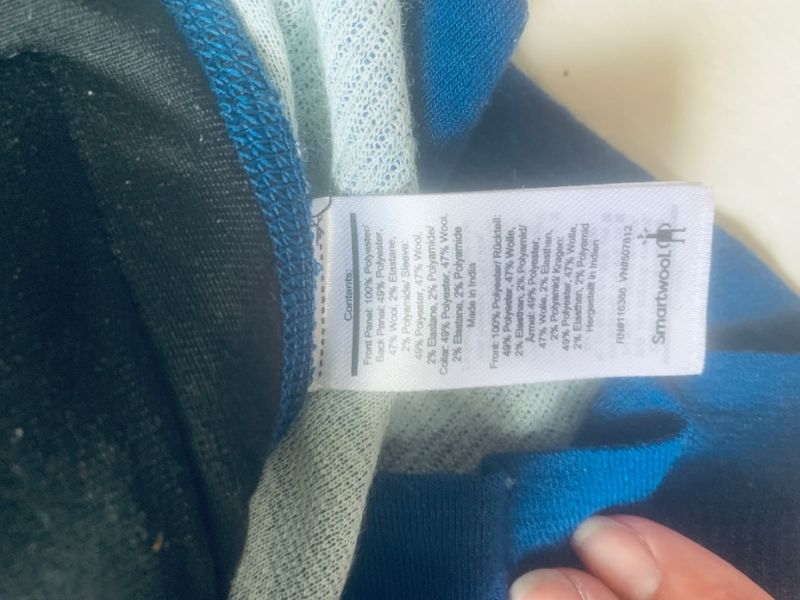 Contents:
Front Panel: 100% Polyester/
Back Panel: 49% Polyester,
47% Wool, 2% Elastane,
2% Polyamide/ Sleeve:
49% Polyester, 47% Wool,
2% Elastane, 2% Polyamide/
Collar: 49% Polyester, 47% Wool,
2% Elastane, 2% Polyamide
Made in India
Front: 100% Polyester/ Rückteil:
49% Polyester, 47% Wolle,
2% Elasthan, 2% Polyamid/
Ärmel: 49% Polyester,
47% Wolle, 2% Elasthan,
2% Polyamid/ Kragen:
49% Polyester, 47% Wolle,
2% Elasthan, 2% Polyamid
Hergestellt in Indien
RN#116388 VN#607812
Smartwool